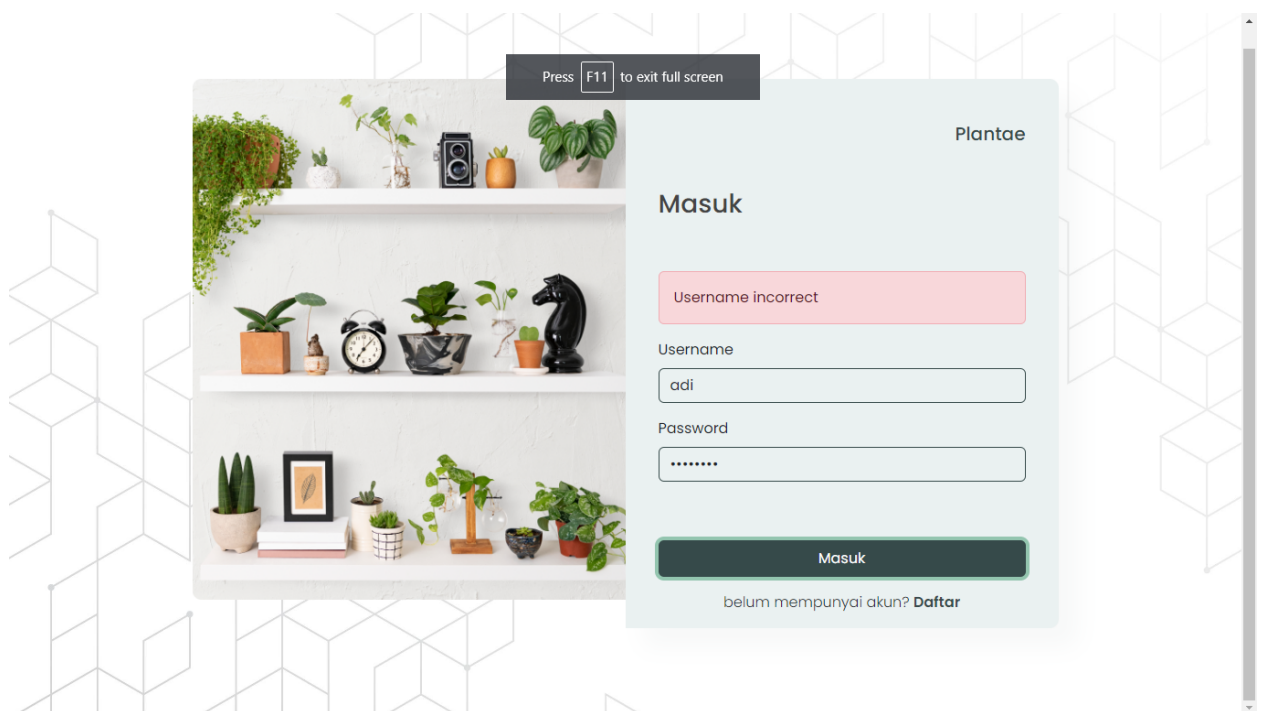 Press F11 to exit full screen
Plantae
Masuk
Username incorrect
Username
adi
Password
••••••••
Masuk
belum mempunyai akun? Daftar